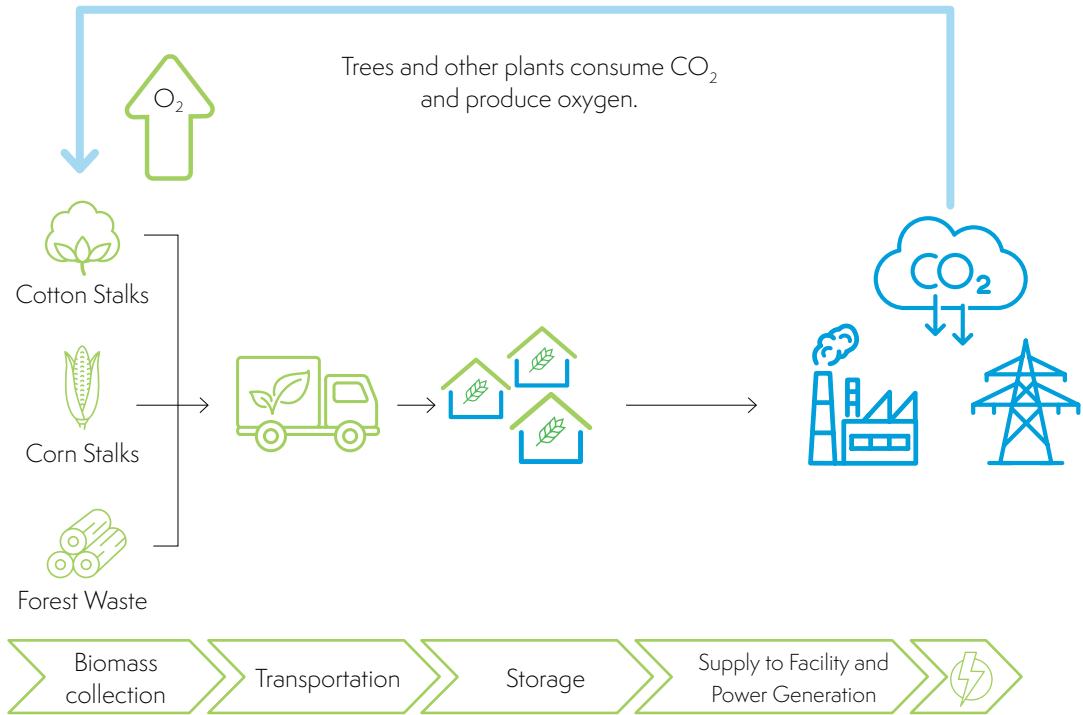 O₂
Trees and other plants consume CO₂
and produce oxygen.
CO₂
Cotton Stalks
Corn Stalks
Forest Waste
Biomass
collection
Transportation
Storage
Supply to Facility and
Power Generation